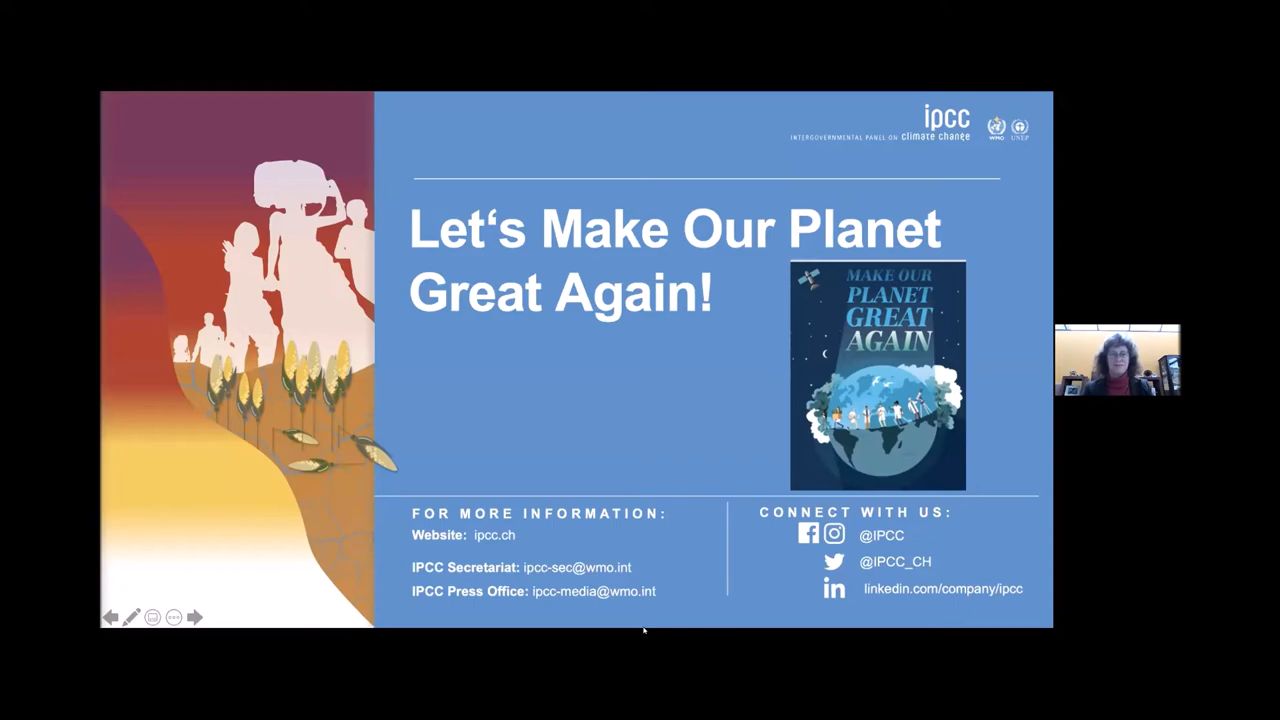 ipcc
INTERGOVERNMENTAL PANEL ON climate change
WMO
UNEP
Let‘s Make Our Planet
Great Again!
MAKE OUR
PLANET
GREAT
AGAIN
FOR MORE INFORMATION:
Website: ipcc.ch
IPCC Secretariat: ipcc-sec@wmo.int
IPCC Press Office: ipcc-media@wmo.int
CONNECT WITH US:
@IPCC
@IPCC_CH
linkedin.com/company/ipcc